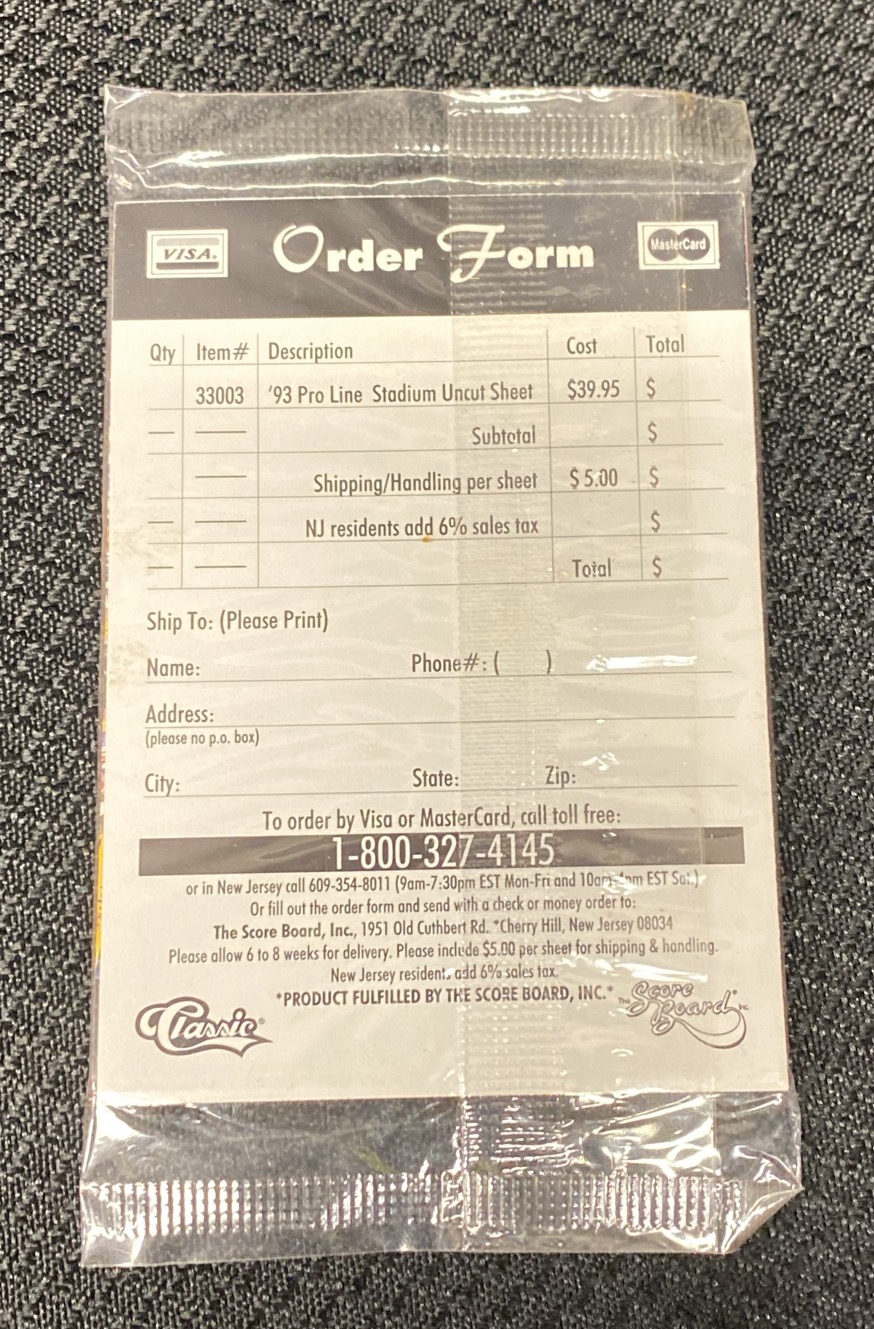 VISA® Order Form MasterCard
Qty Item# Description Cost Total
33003 '93 Pro Line Stadium Uncut Sheet $39.95 $
Subtotal $
Shipping/Handling per sheet $5.00 $
NJ residents add 6% sales tax $
Total $
Ship To: (Please Print)
Name: Phone#: ( )
Address:
(please no p.o. box)
City: State: Zip:
To order by Visa or MasterCard, call toll free:
1-800-327-4145
or in New Jersey call 609-354-8011 (9am-7:30pm EST Mon-Fri and 10am-4pm EST Sat.)
Or fill out the order form and send with a check or money order to:
The Score Board, Inc., 1951 Old Cuthbert Rd. *Cherry Hill, New Jersey 08034
Please allow 6 to 8 weeks for delivery. Please include $5.00 per sheet for shipping & handling.
New Jersey residents add 6% sales tax.
*PRODUCT FULFILLED BY THE SCORE BOARD, INC.*
Classic® The Score Board® Inc